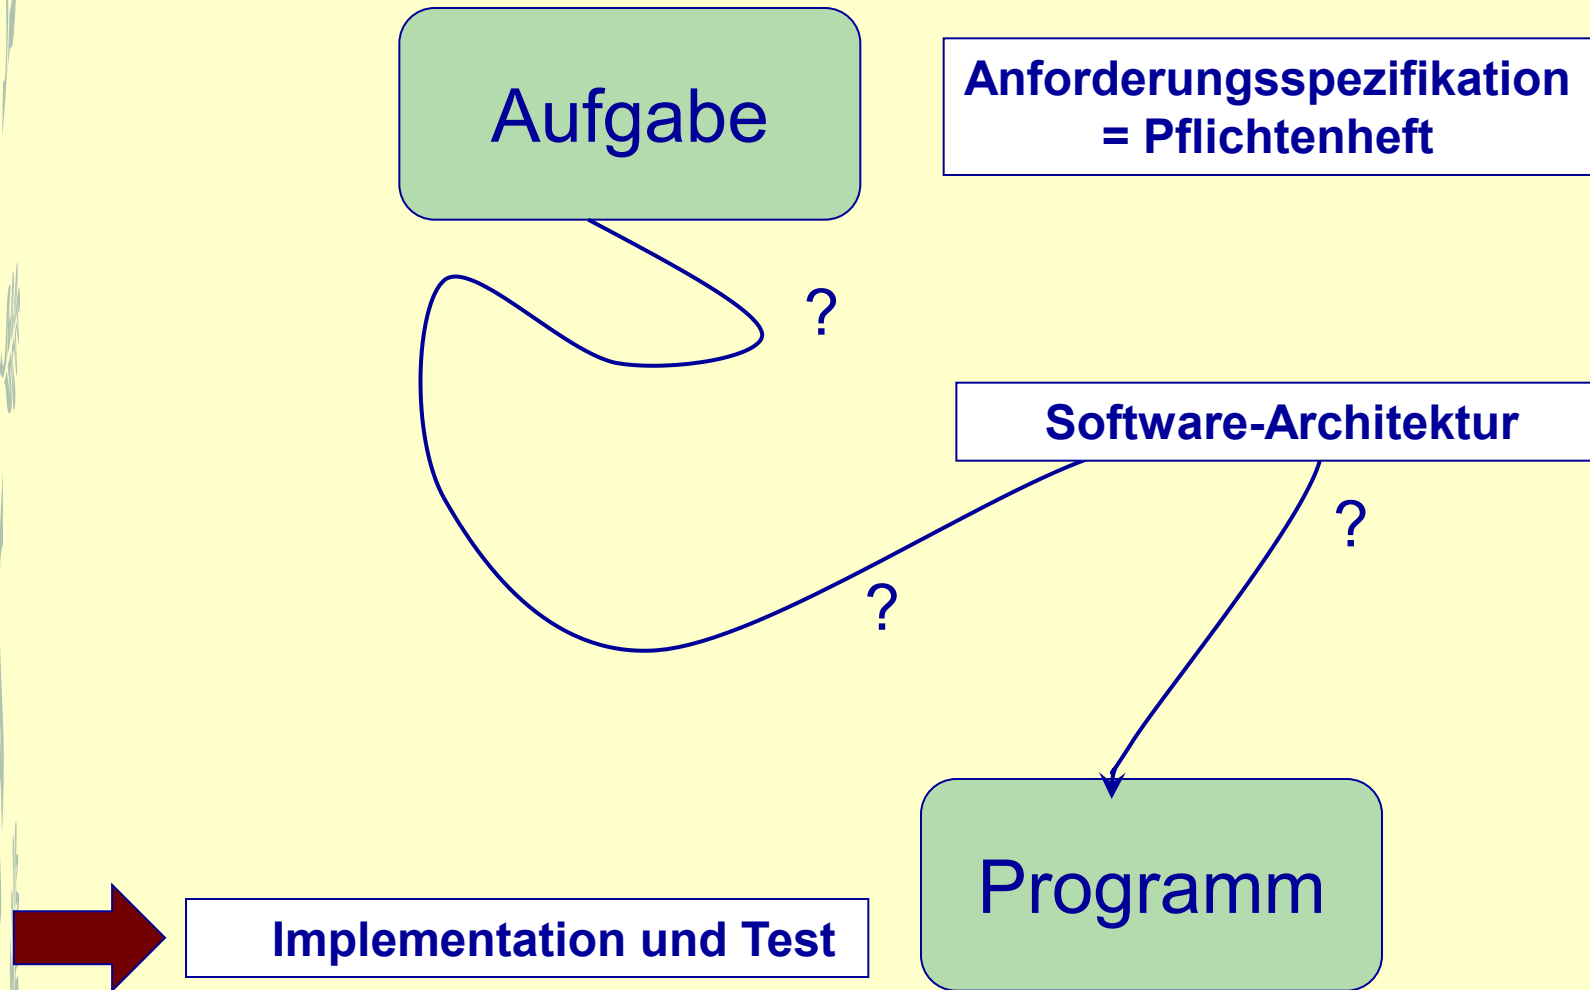 Aufgabe
Anforderungsspezifikation
= Pflichtenheft
?
Software-Architektur
?
?
Programm
Implementation und Test